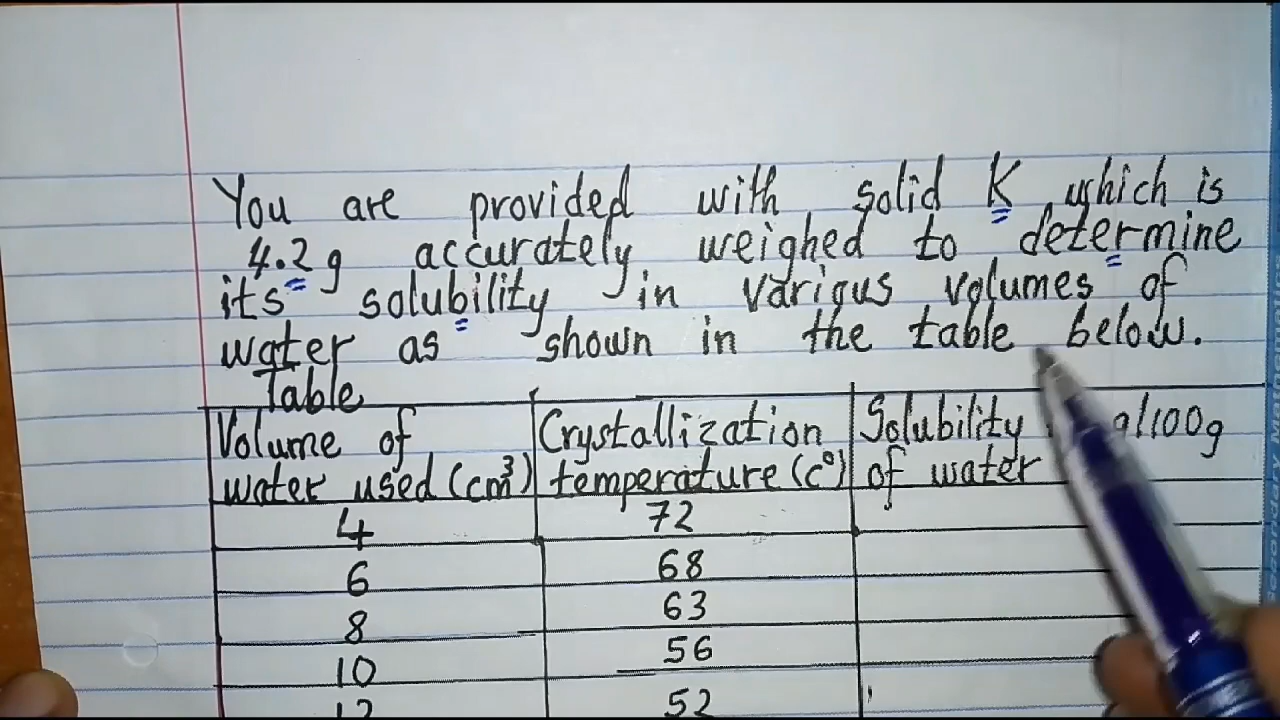 You are provided with solid K which is
4.2g accurately weighed to determine
its solubility in various volumes of
water as shown in the table below.
Table
Volume of water used (cm³) Crystallization temperature (c°) Solubility g/100g of water
4 72
6 68
8 63
10 56
12 52